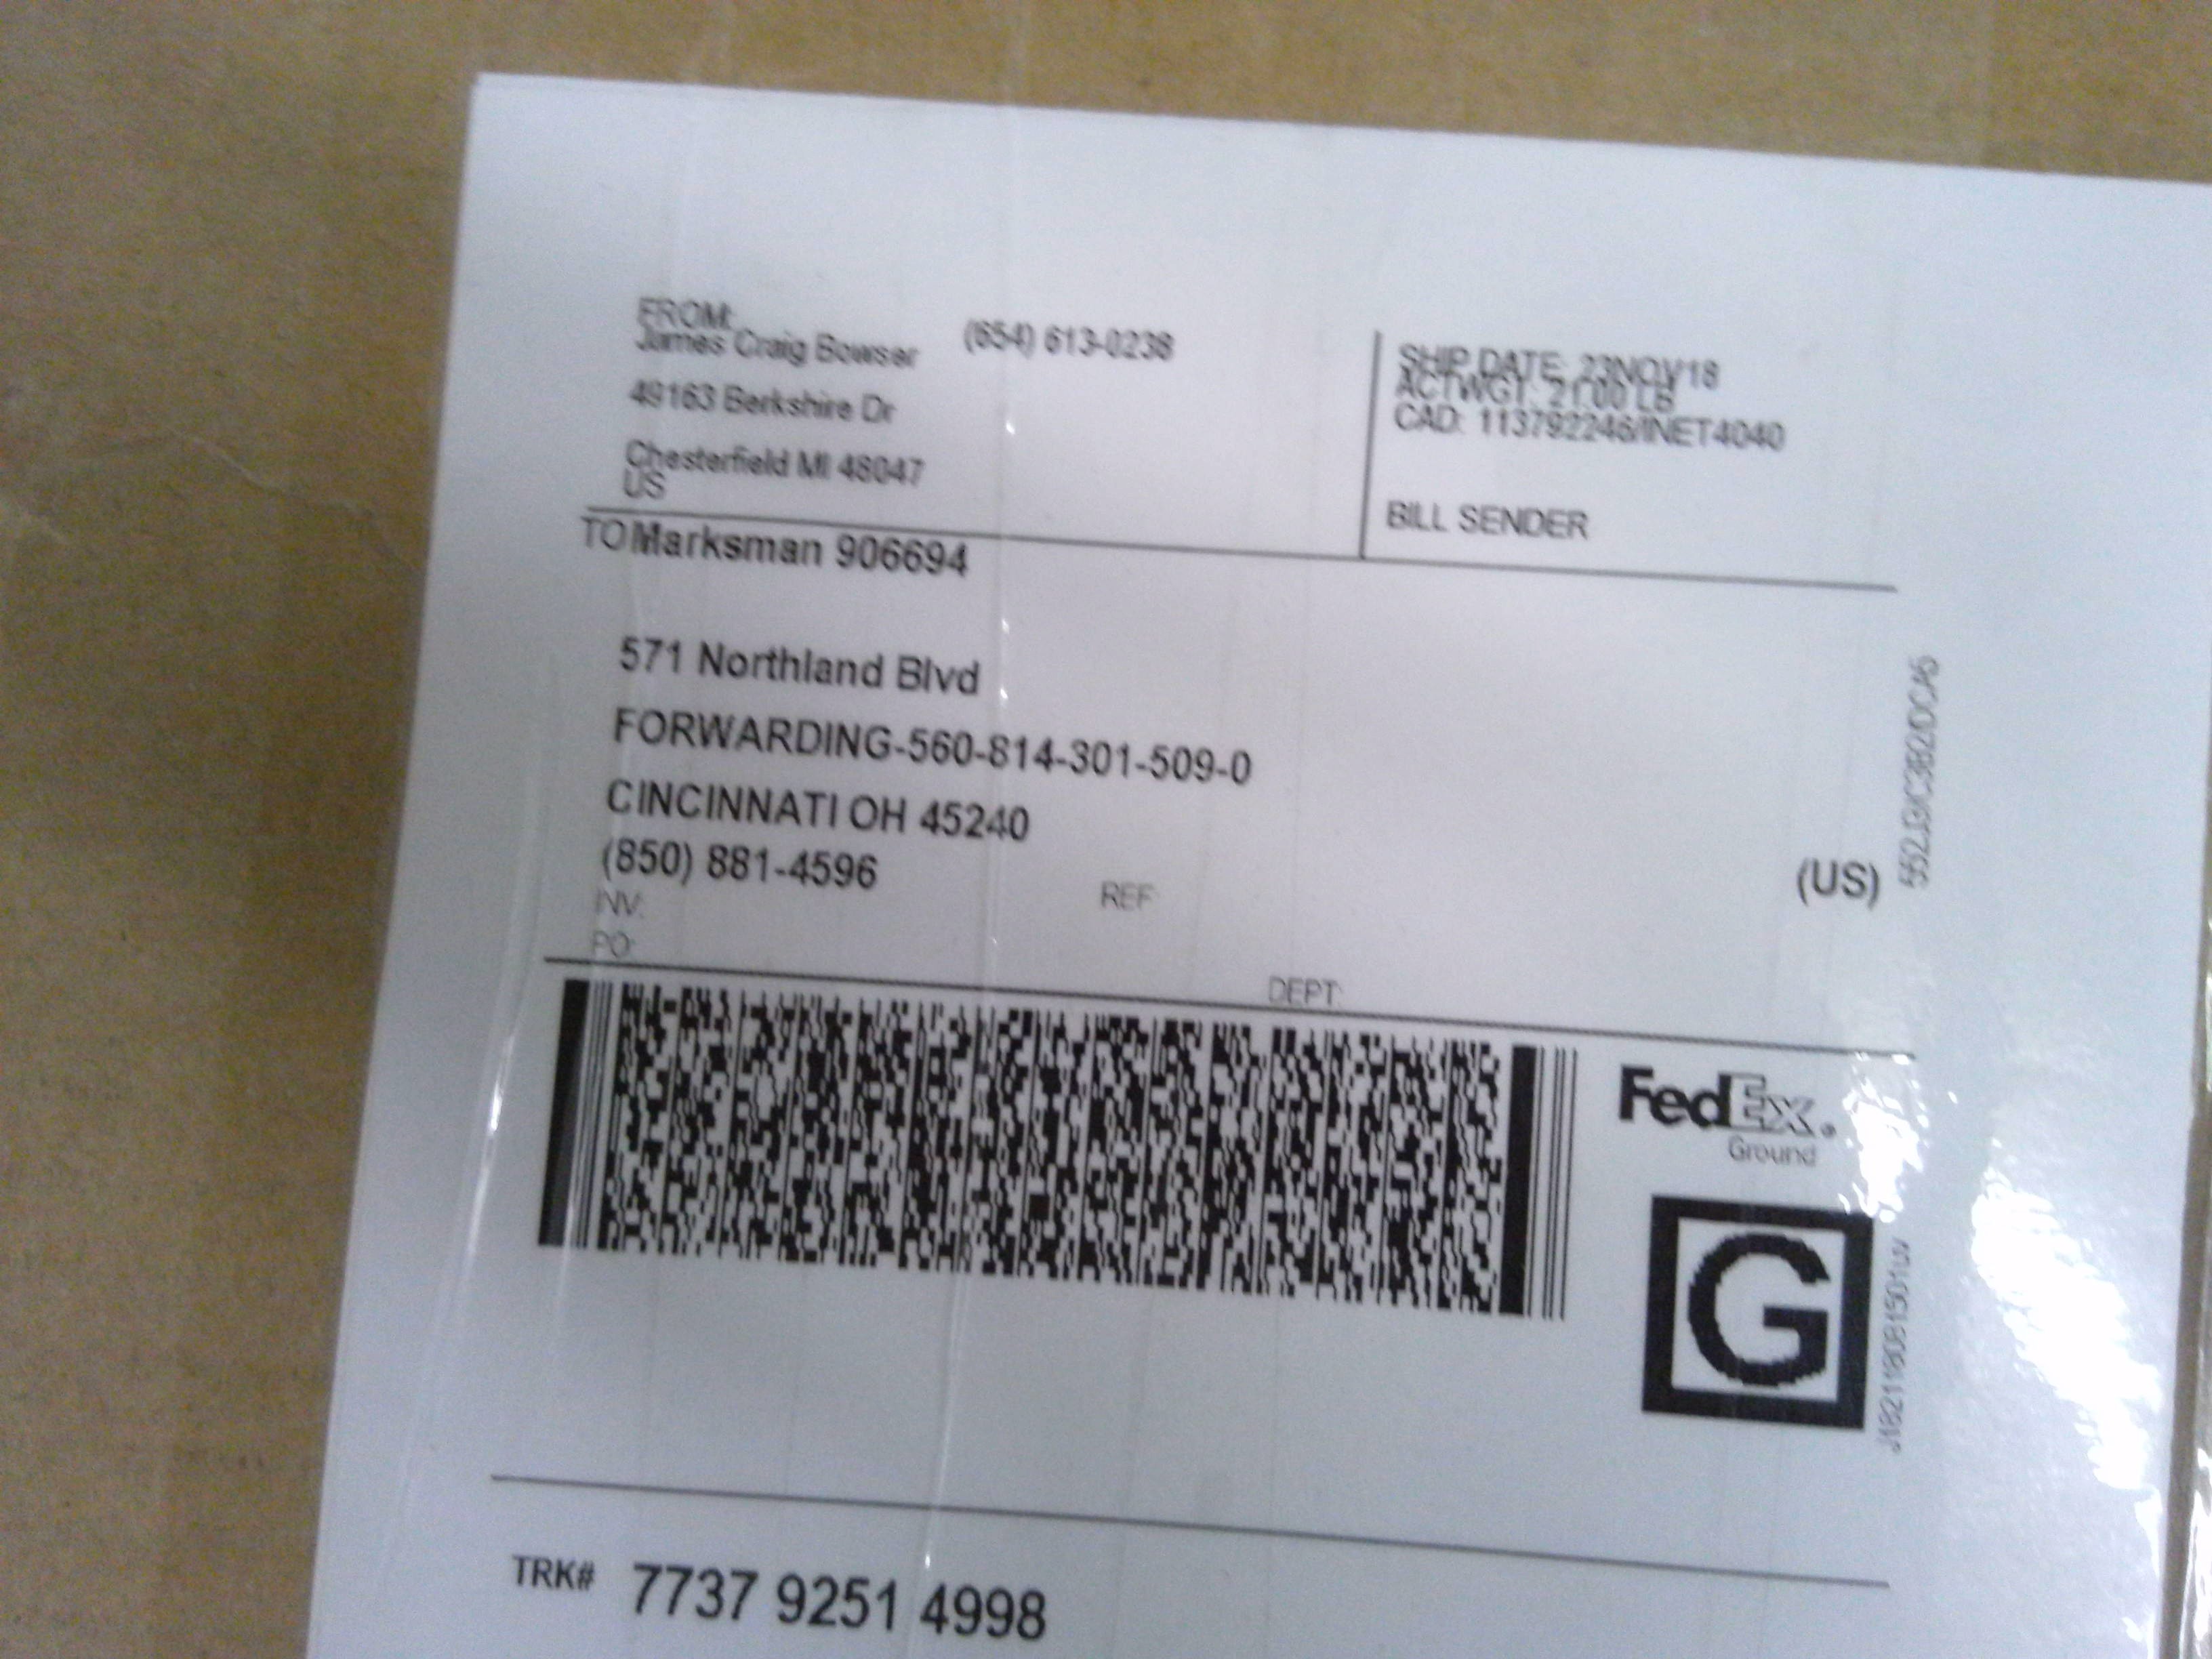 FROM:
James Craig Bowser (654) 613-0238
49163 Berkshire Dr
Chesterfield MI 48047
US
SHIP DATE: 23NOV18
ACTWGT: 21.00 LB
CAD: 113792246/INET4040
BILL SENDER
TO Marksman 906694
571 Northland Blvd
FORWARDING-560-814-301-509-0
CINCINNATI OH 45240
(850) 881-4596
(US)
INV:
REF:
PO:
DEPT:
FedEx.
Ground
G
TRK# 7737 9251 4998